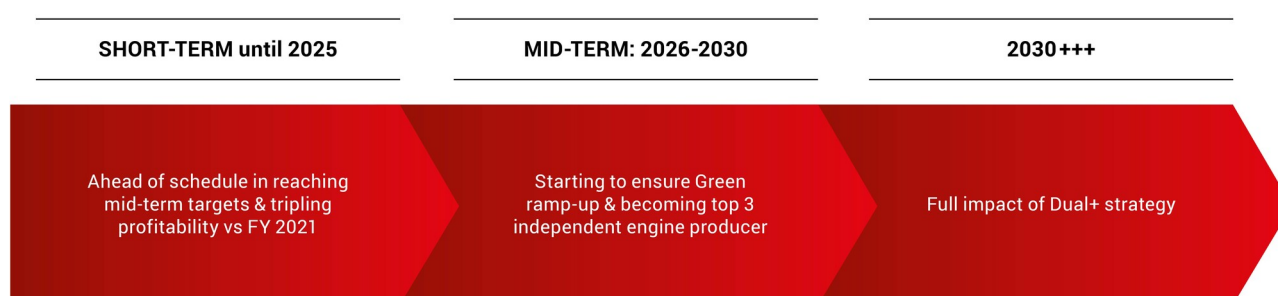 SHORT-TERM until 2025
MID-TERM: 2026-2030
2030+++
Ahead of schedule in reaching
mid-term targets & tripling
profitability vs FY 2021
Starting to ensure Green
ramp-up & becoming top 3
independent engine producer
Full impact of Dual+ strategy